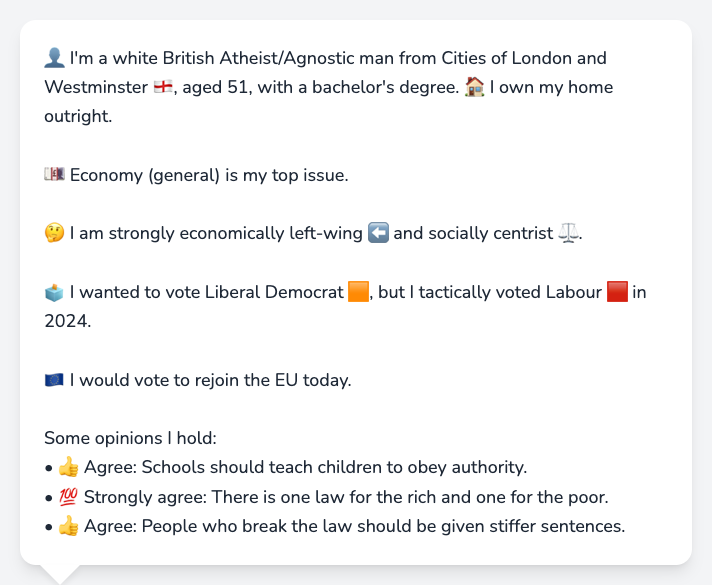 👤 I'm a white British Atheist/Agnostic man from Cities of London and
Westminster 🏴󠁧󠁢󠁥󠁮󠁧󠁿, aged 51, with a bachelor's degree. 🏠 I own my home
outright.
💷 Economy (general) is my top issue.
🤔 I am strongly economically left-wing ⬅️ and socially centrist ⚖️.
🗳️ I wanted to vote Liberal Democrat 🟧, but I tactically voted Labour 🟥 in
2024.
🇪🇺 I would vote to rejoin the EU today.
Some opinions I hold:
• 👍 Agree: Schools should teach children to obey authority.
• 💯 Strongly agree: There is one law for the rich and one for the poor.
• 👍 Agree: People who break the law should be given stiffer sentences.